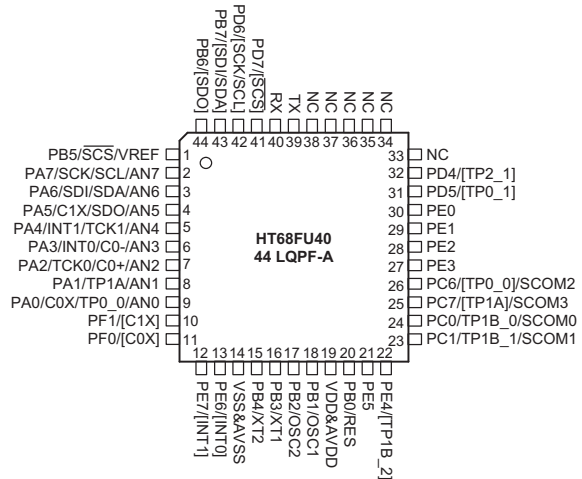 PB6/[SDO]
PB7/[SDI/SDA]
PD6/[SCK/SCL]
PD7/[SCS]
RX
TX
NC
NC
NC
NC
NC
44 43 42 41 40 39 38 37 36 35 34
PB5/SCS/VREF 1
PA7/SCK/SCL/AN7 2
PA6/SDI/SDA/AN6 3
PA5/C1X/SDO/AN5 4
PA4/INT1/TCK1/AN4 5
PA3/INT0/C0-/AN3 6
PA2/TCK0/C0+/AN2 7
PA1/TP1A/AN1 8
PA0/C0X/TP0_0/AN0 9
PF1/[C1X] 10
PF0/[C0X] 11
HT68FU40
44 LQPF-A
33 NC
32 PD4/[TP2_1]
31 PD5/[TP0_1]
30 PE0
29 PE1
28 PE2
27 PE3
26 PC6/[TP0_0]/SCOM2
25 PC7/[TP1A]/SCOM3
24 PC0/TP1B_0/SCOM0
23 PC1/TP1B_1/SCOM1
12 13 14 15 16 17 18 19 20 21 22
PE7/[INT1]
PE6/[INT0]
VSS&AVSS
PB4/XT2
PB3/XT1
PB2/OSC2
PB1/OSC1
VDD&AVDD
PB0/RES
PE5
PE4/[TP1B_2]